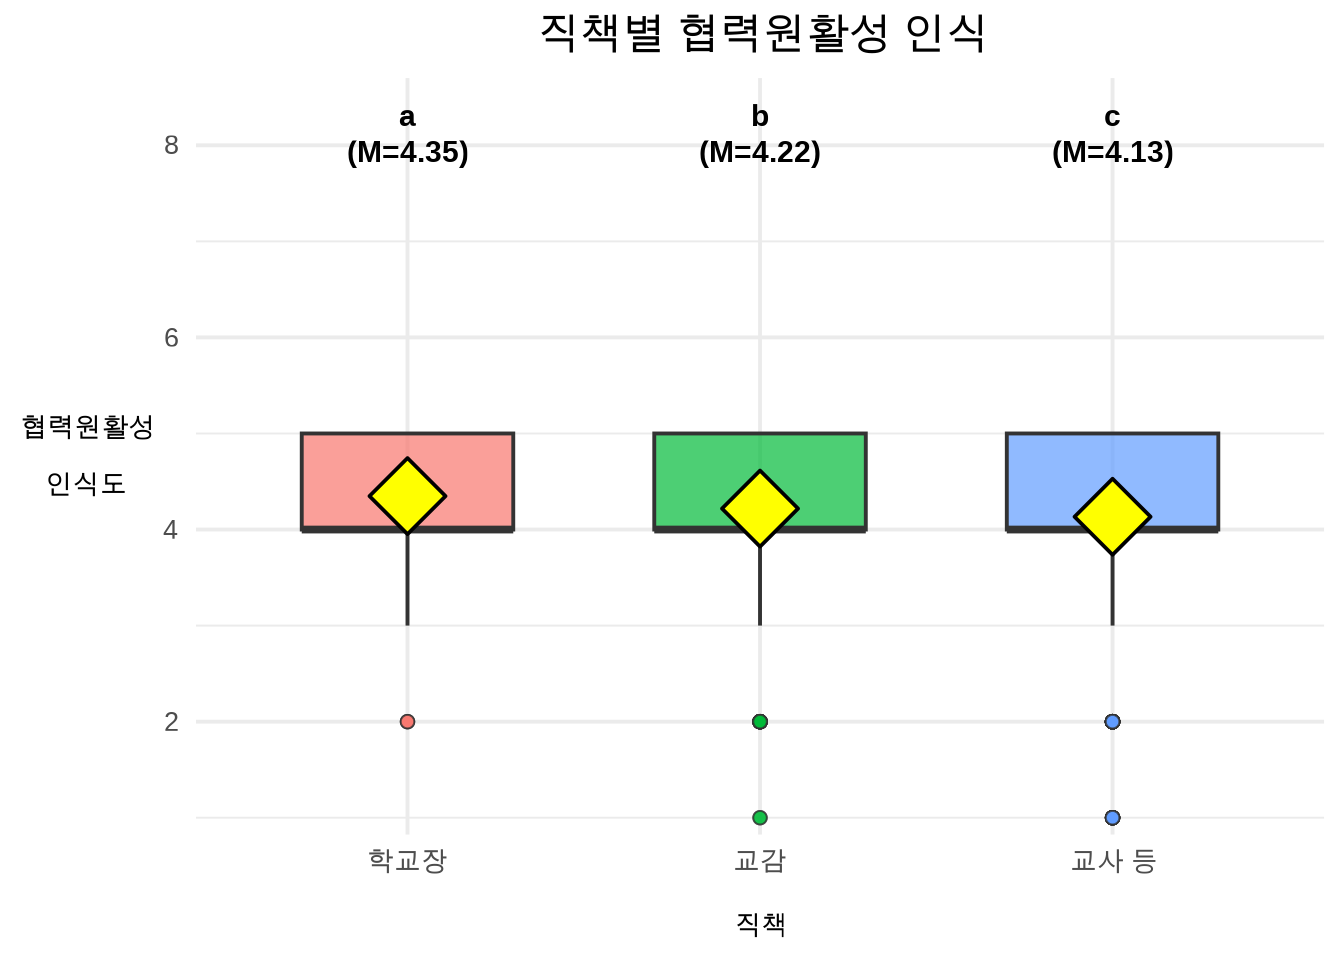 직책별 협력원활성 인식
a
(M=4.35)
b
(M=4.22)
c
(M=4.13)
8
6
4
2
협력원활성
인식도
학교장
교감
교사 등
직책